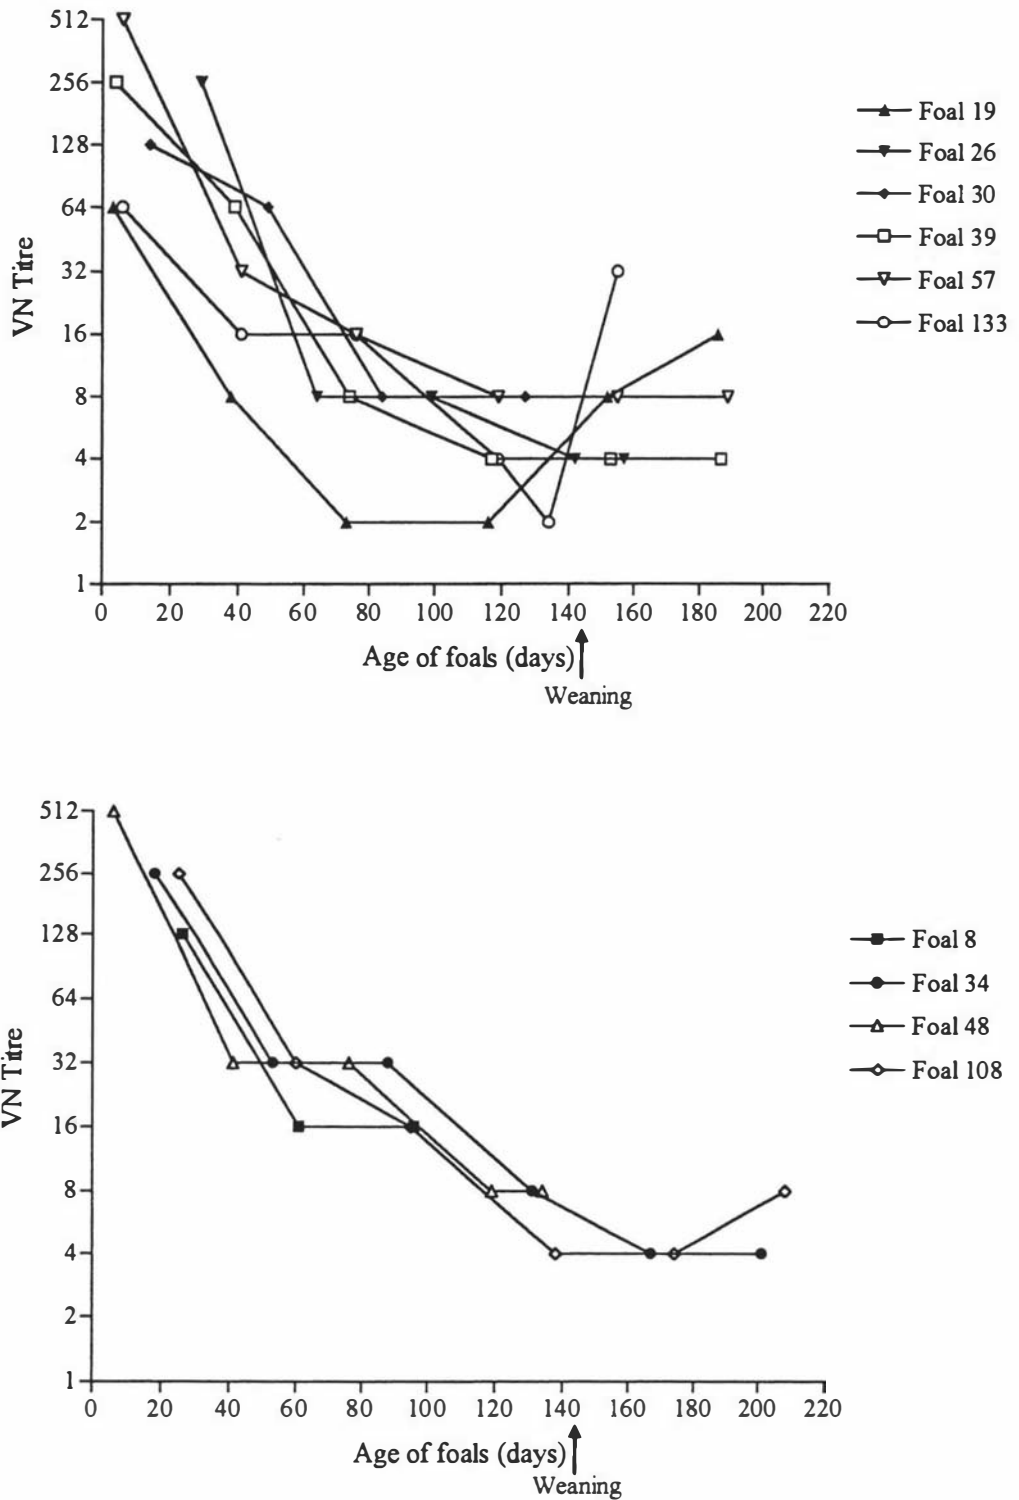 512
256
128
64
32
16
8
4
2
1
VN Titre
0 20 40 60 80 100 120 140 160 180 200 220
Age of foals (days)
Weaning
Foal 19
Foal 26
Foal 30
Foal 39
Foal 57
Foal 133
512
256
128
64
32
16
8
4
2
1
VN Titre
0 20 40 60 80 100 120 140 160 180 200 220
Age of foals (days)
Weaning
Foal 8
Foal 34
Foal 48
Foal 108